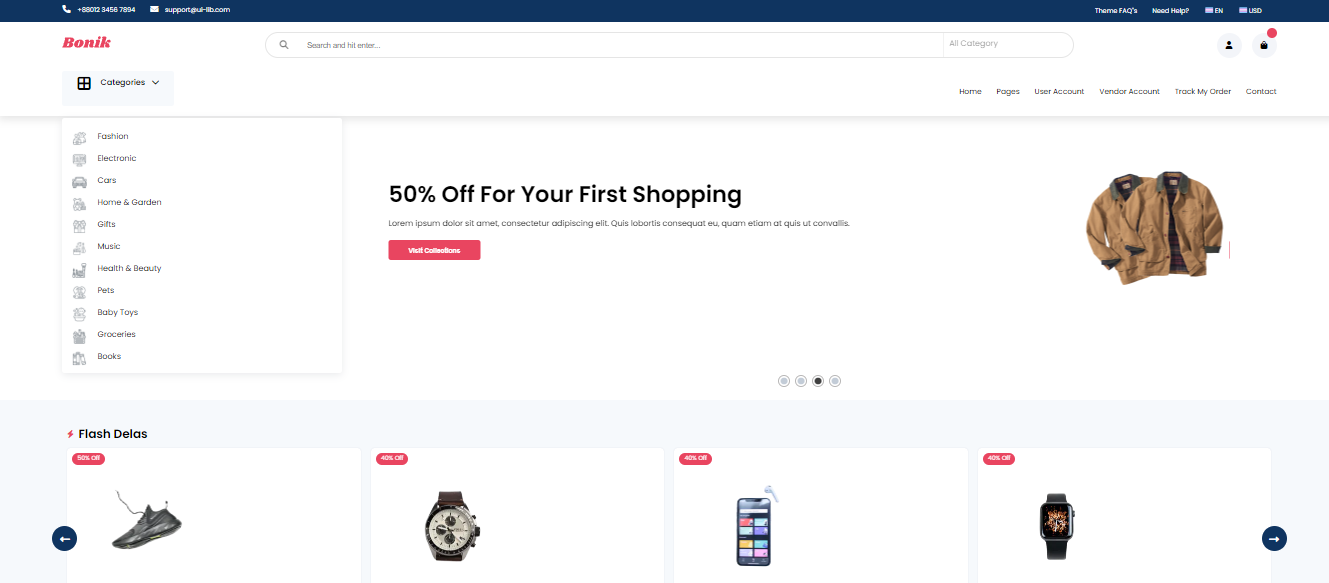 +88012 3456 7894 support@ui-lib.com Theme FAQ's Need Help? EN USD
Bonik Search and hit enter... All Category
Categories Home Pages User Account Vendor Account Track My Order Contact
Fashion
Electronic
Cars
Home & Garden
Gifts
Music
Health & Beauty
Pets
Baby Toys
Groceries
Books
50% Off For Your First Shopping
Lorem ipsum dolor sit amet, consectetur adipiscing elit. Quis lobortis consequat eu, quam etiam at quis ut convallis.
Visit Collections
Flash Delas
50% Off 40% Off 40% Off 40% Off